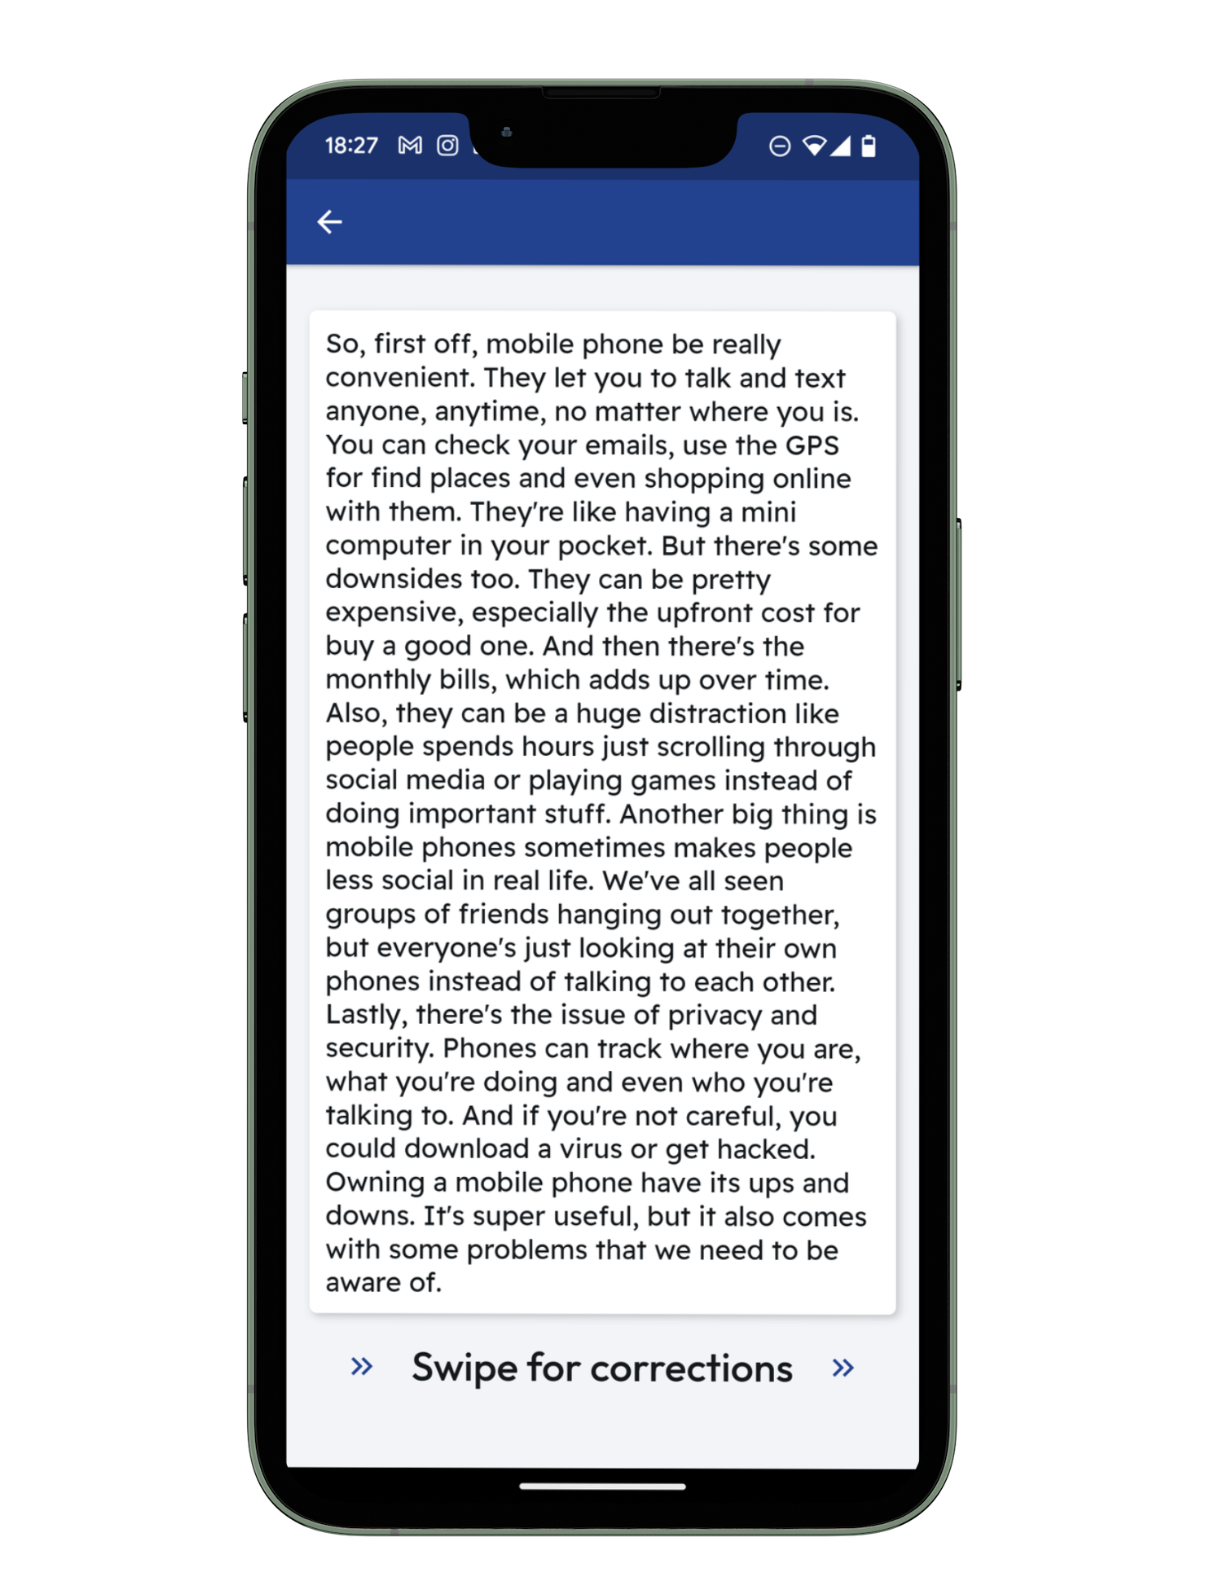 18:27
So, first off, mobile phone be really
convenient. They let you to talk and text
anyone, anytime, no matter where you is.
You can check your emails, use the GPS
for find places and even shopping online
with them. They're like having a mini
computer in your pocket. But there's some
downsides too. They can be pretty
expensive, especially the upfront cost for
buy a good one. And then there's the
monthly bills, which adds up over time.
Also, they can be a huge distraction like
people spends hours just scrolling through
social media or playing games instead of
doing important stuff. Another big thing is
mobile phones sometimes makes people
less social in real life. We've all seen
groups of friends hanging out together,
but everyone's just looking at their own
phones instead of talking to each other.
Lastly, there's the issue of privacy and
security. Phones can track where you are,
what you're doing and even who you're
talking to. And if you're not careful, you
could download a virus or get hacked.
Owning a mobile phone have its ups and
downs. It's super useful, but it also comes
with some problems that we need to be
aware of.
» Swipe for corrections »